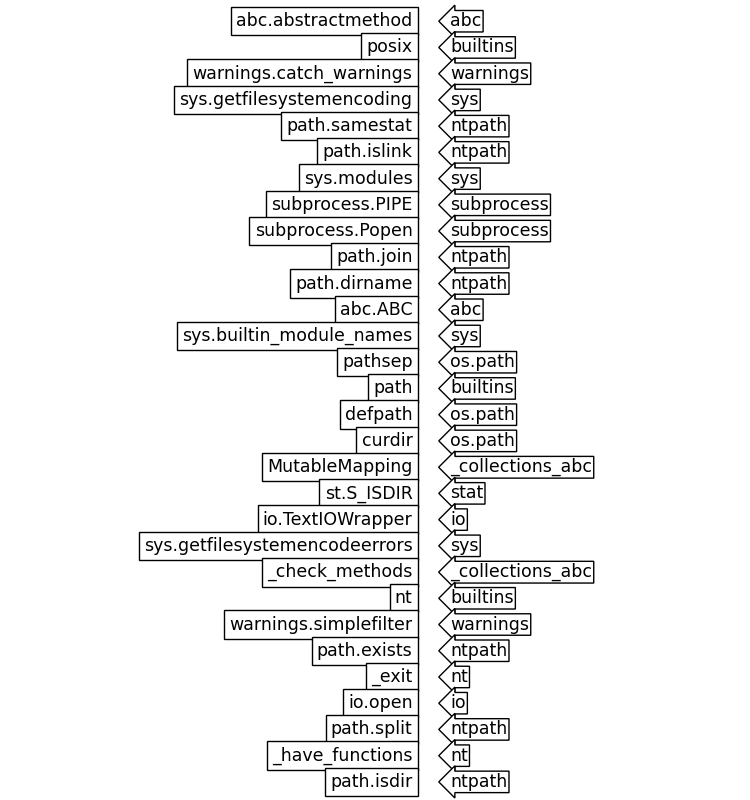 abc.abstractmethod abc
posix builtins
warnings.catch_warnings warnings
sys.getfilesystemencoding sys
path.samestat ntpath
path.islink ntpath
sys.modules sys
subprocess.PIPE subprocess
subprocess.Popen subprocess
path.join ntpath
path.dirname ntpath
abc.ABC abc
sys.builtin_module_names sys
pathsep os.path
path builtins
defpath os.path
curdir os.path
MutableMapping _collections_abc
st.S_ISDIR stat
io.TextIOWrapper io
sys.getfilesystemencodeerrors sys
_check_methods _collections_abc
nt builtins
warnings.simplefilter warnings
path.exists ntpath
_exit nt
io.open io
path.split ntpath
_have_functions nt
path.isdir ntpath